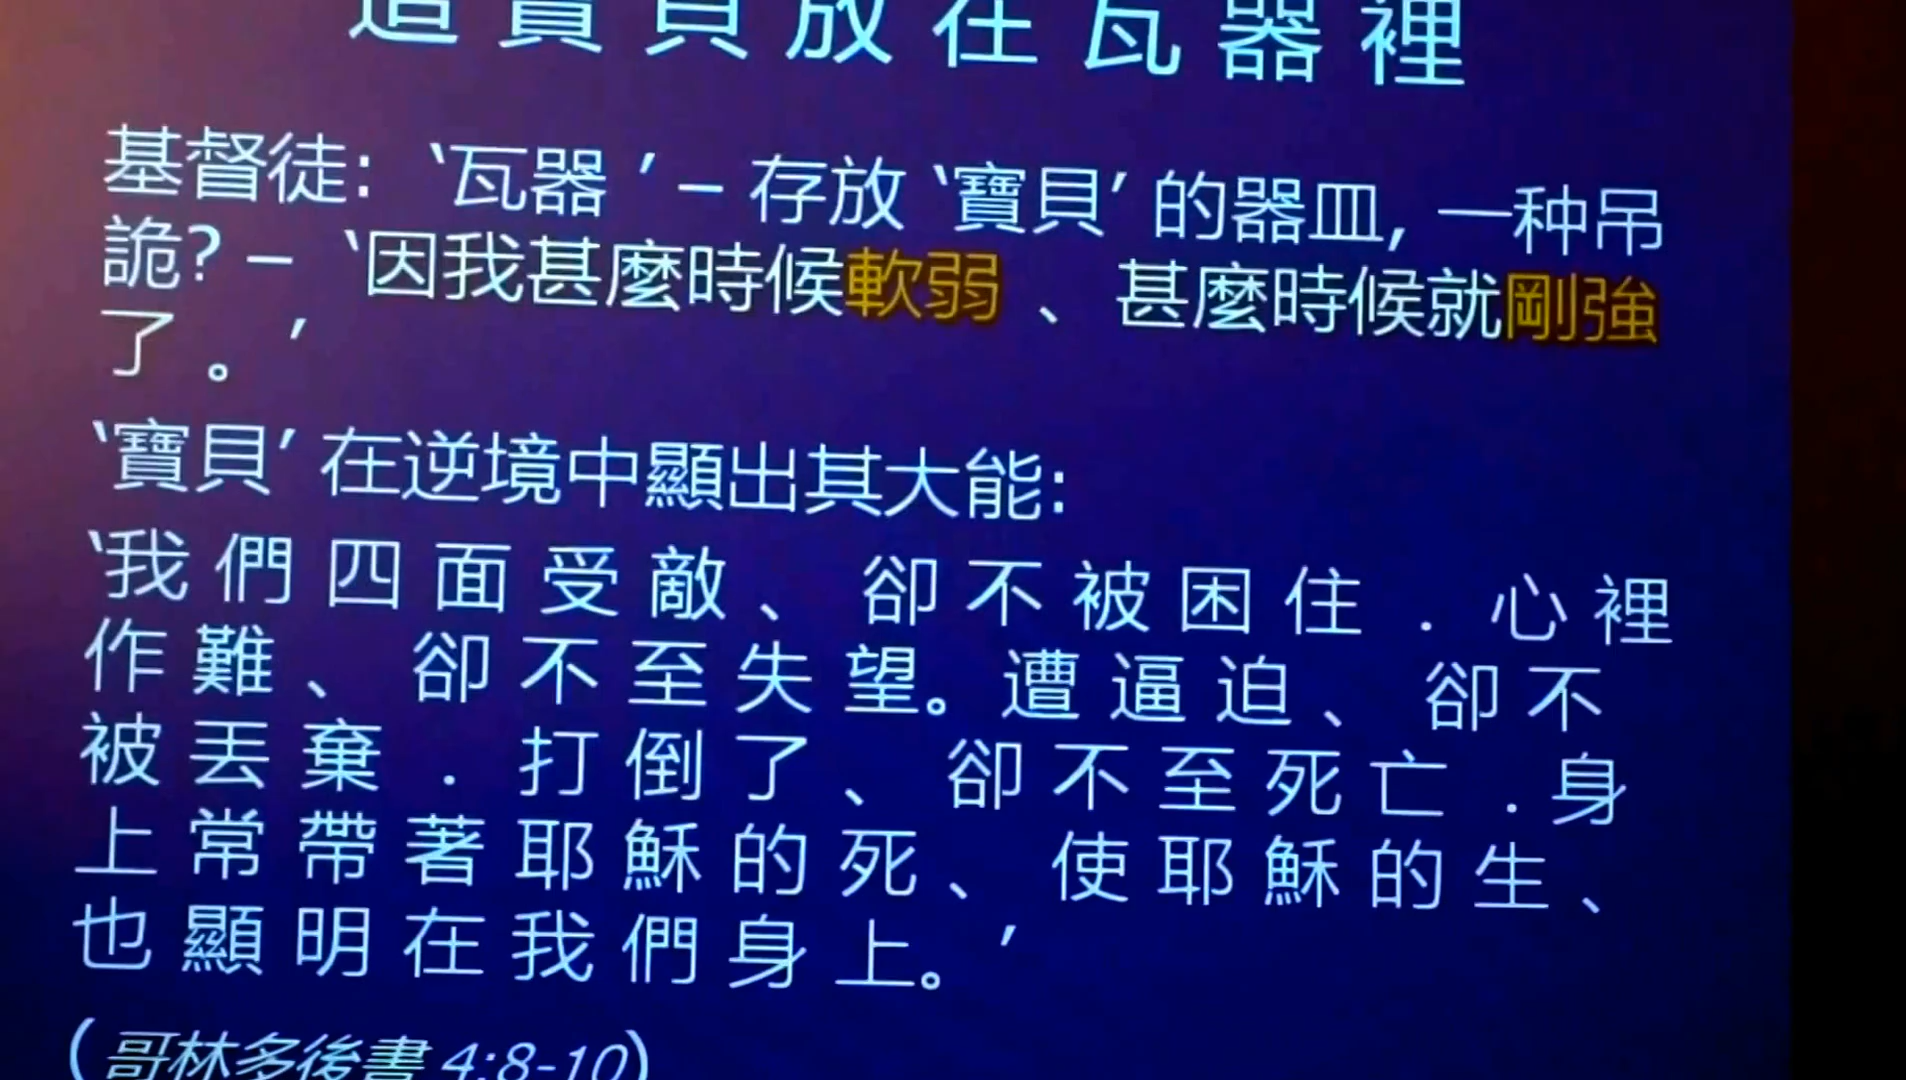 這寶貝放在瓦器裡
基督徒: ‘瓦器 ’ – 存放 ‘寶貝’ 的器皿, 一种吊
詭? – ‘因我甚麼時候軟弱 、 甚麼時候就剛強
了 。’
‘寶貝’ 在逆境中顯出其大能:
‘我們四面受敵、卻不被困住 . 心裡
作難、卻不至失望。遭逼迫、卻不
被丟棄 . 打倒了、卻不至死亡 . 身
上常帶著耶穌的死、使耶穌的生、
也顯明在我們身上。’
(哥林多後書 4:8-10)